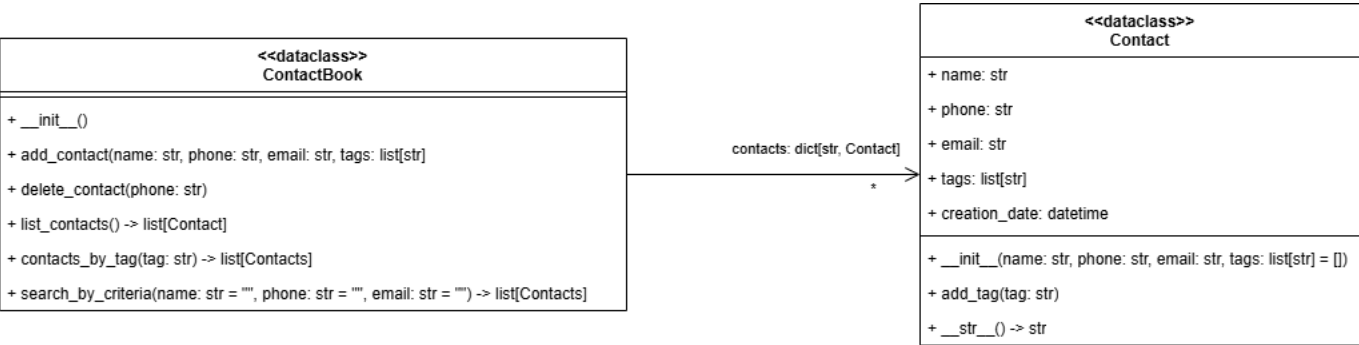 <<dataclass>>
ContactBook
+ __init__()
+ add_contact(name: str, phone: str, email: str, tags: list[str]
+ delete_contact(phone: str)
+ list_contacts() -> list[Contact]
+ contacts_by_tag(tag: str) -> list[Contacts]
+ search_by_criteria(name: str = "", phone: str = "", email: str = "") -> list[Contacts]
contacts: dict[str, Contact]
*
<<dataclass>>
Contact
+ name: str
+ phone: str
+ email: str
+ tags: list[str]
+ creation_date: datetime
+ __init__(name: str, phone: str, email: str, tags: list[str] = [])
+ add_tag(tag: str)
+ __str__() -> str